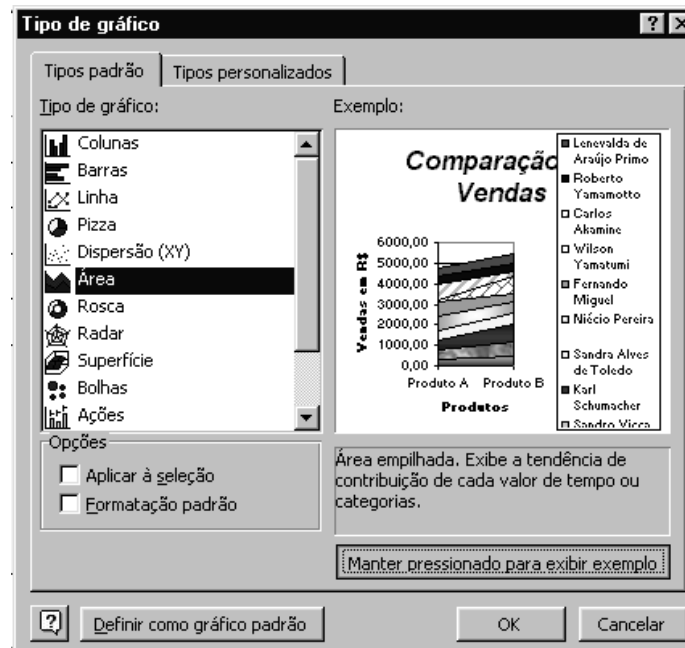 Tipo de gráfico
Tipos padrão
Tipos personalizados
Tipo de gráfico:
Colunas
Barras
Linha
Pizza
Dispersão (XY)
Área
Rosca
Radar
Superfície
Bolhas
Ações
Opções
Aplicar à seleção
Formatação padrão
Exemplo:
Comparação
Vendas
Vendas em R$
6000,00
5000,00
4000,00
3000,00
2000,00
1000,00
0,00
Produto A Produto B
Produtos
Lenevalda de
Araújo Primo
Roberto
Yamamotto
Carlos
Akamine
Wilson
Yamatumi
Fernando
Miguel
Niécio Pereira
Sandra Alves
de Toledo
Karl
Schumacher
Sandro Vicca
Área empilhada. Exibe a tendência de
contribuição de cada valor de tempo ou
categorias.
Manter pressionado para exibir exemplo
Definir como gráfico padrão
OK
Cancelar